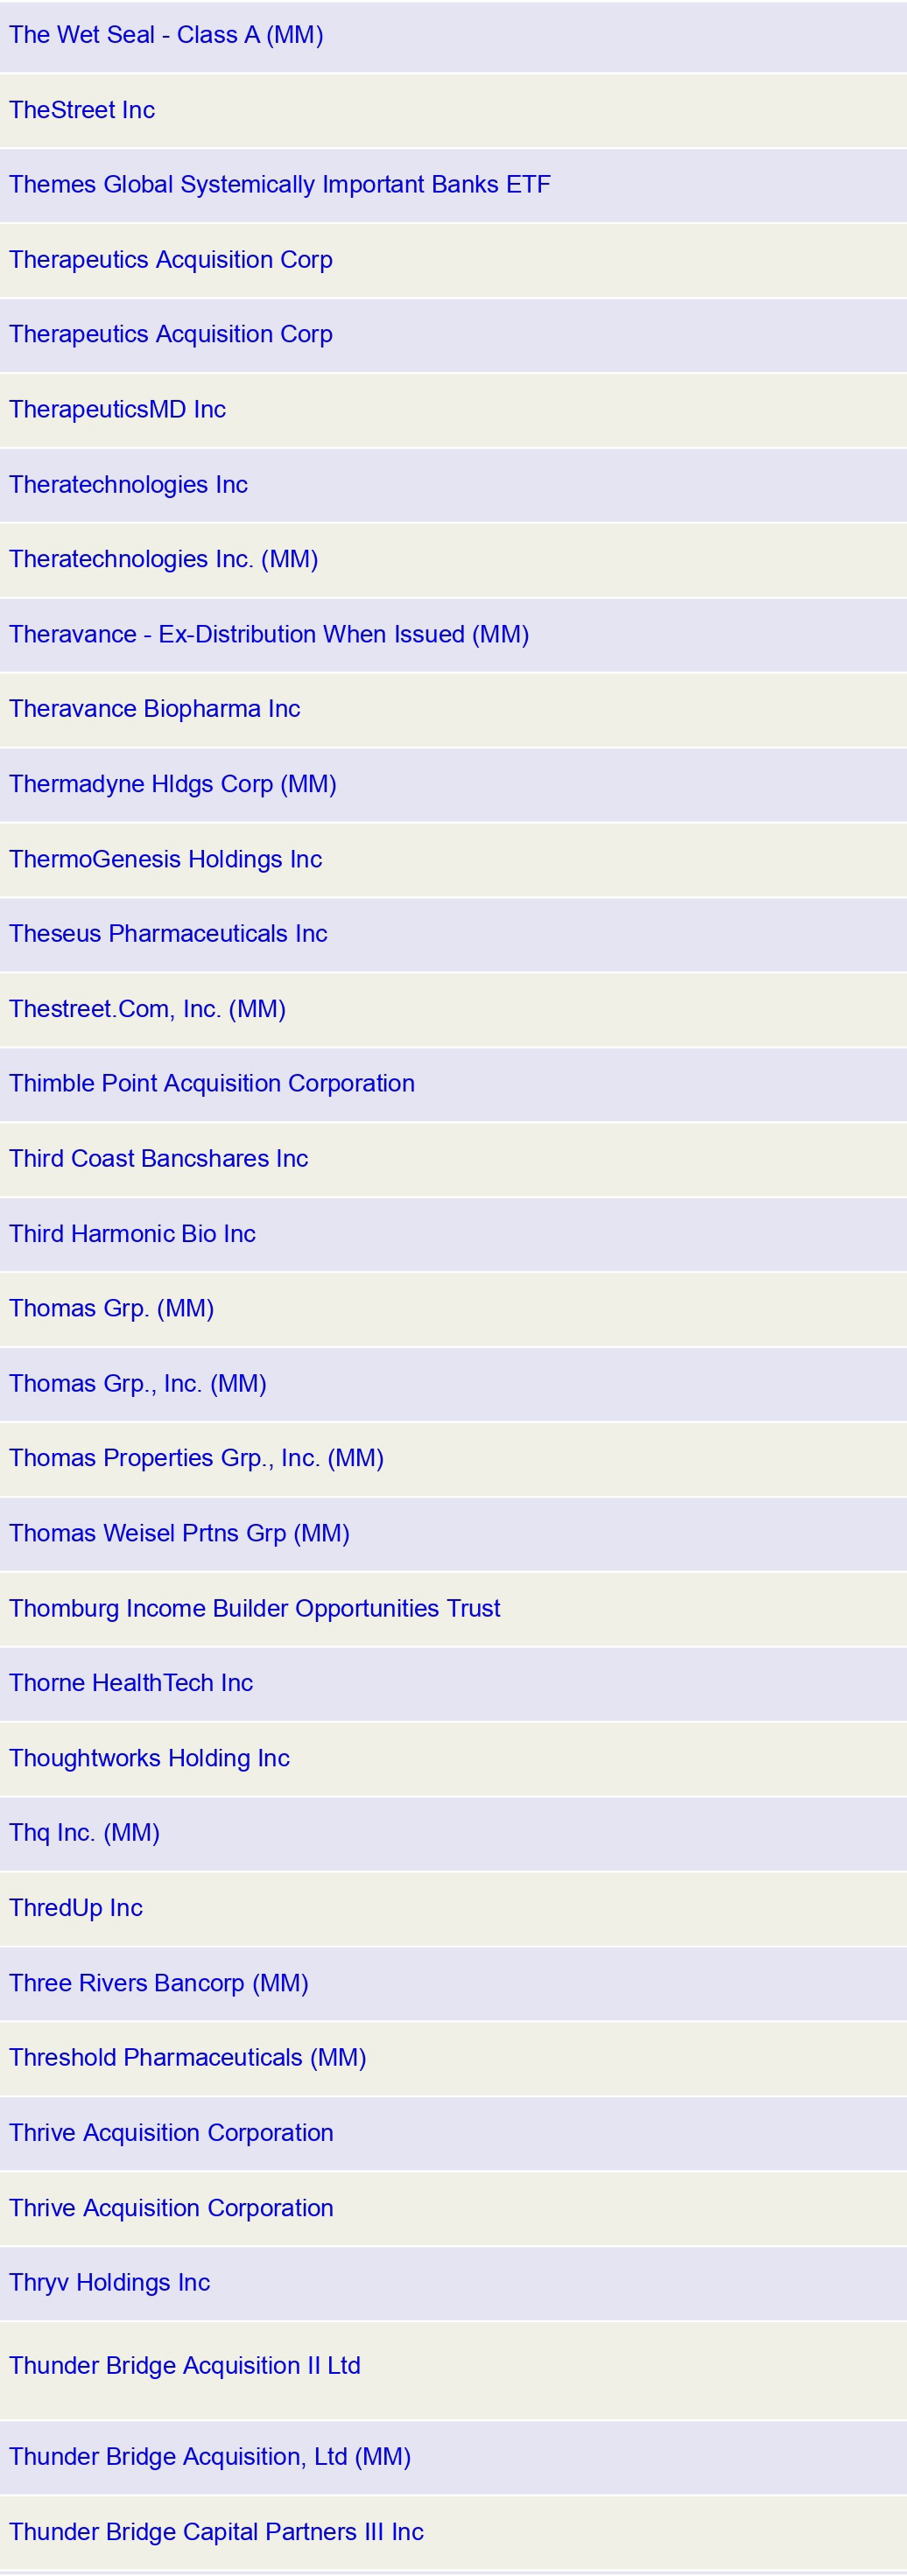 The Wet Seal - Class A (MM)
TheStreet Inc
Themes Global Systemically Important Banks ETF
Therapeutics Acquisition Corp
Therapeutics Acquisition Corp
TherapeuticsMD Inc
Theratechnologies Inc
Theratechnologies Inc. (MM)
Theravance - Ex-Distribution When Issued (MM)
Theravance Biopharma Inc
Thermadyne Hldgs Corp (MM)
ThermoGenesis Holdings Inc
Theseus Pharmaceuticals Inc
Thestreet.Com, Inc. (MM)
Thimble Point Acquisition Corporation
Third Coast Bancshares Inc
Third Harmonic Bio Inc
Thomas Grp. (MM)
Thomas Grp., Inc. (MM)
Thomas Properties Grp., Inc. (MM)
Thomas Weisel Prtns Grp (MM)
Thomburg Income Builder Opportunities Trust
Thorne HealthTech Inc
Thoughtworks Holding Inc
Thq Inc. (MM)
ThredUp Inc
Three Rivers Bancorp (MM)
Threshold Pharmaceuticals (MM)
Thrive Acquisition Corporation
Thrive Acquisition Corporation
Thryv Holdings Inc
Thunder Bridge Acquisition II Ltd
Thunder Bridge Acquisition, Ltd (MM)
Thunder Bridge Capital Partners III Inc